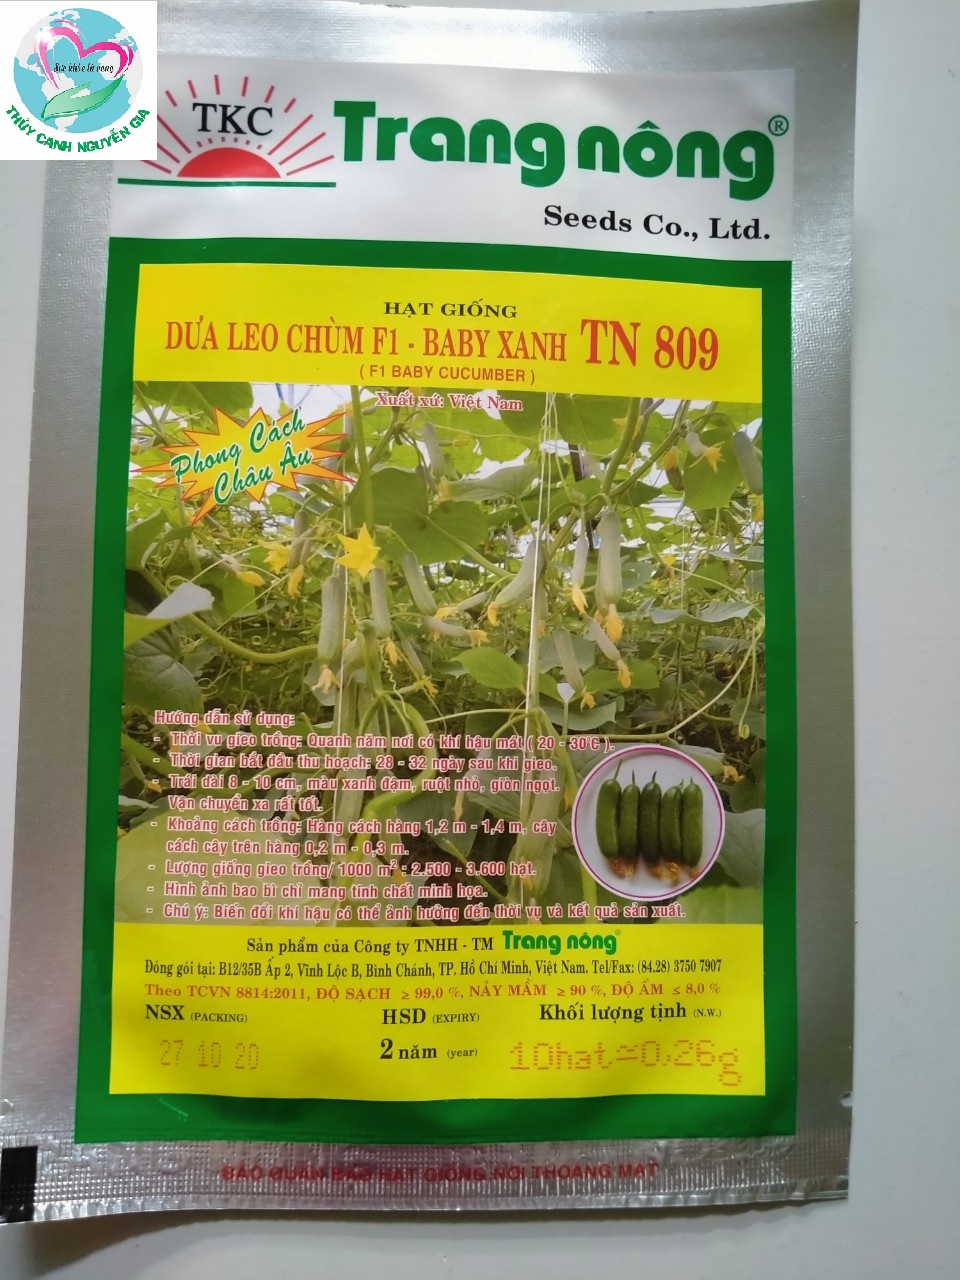 Sức khỏe là vàng
THỦY CANH NGUYỄN GIA
TKC
Trang nông®
Seeds Co., Ltd.
HẠT GIỐNG
DƯA LEO CHÙM F1 - BABY XANH TN 809
( F1 BABY CUCUMBER )
Xuất xứ: Việt Nam
Phong Cách
Châu Âu
Hướng dẫn sử dụng:
- Thời vụ gieo trồng: Quanh năm nơi có khí hậu mát ( 20 - 30°C ).
- Thời gian bắt đầu thu hoạch: 28 - 32 ngày sau khi gieo.
- Trái dài 8 - 10 cm, màu xanh đậm, ruột nhỏ, giòn ngọt.
Vận chuyển xa rất tốt.
- Khoảng cách trồng: Hàng cách hàng 1,2 m - 1,4 m, cây
cách cây trên hàng 0,2 m - 0,3 m.
- Lượng giống gieo trồng/ 1000 m² : 2.500 - 3.600 hạt.
- Hình ảnh bao bì chỉ mang tính chất minh họa.
- Chú ý: Biến đổi khí hậu có thể ảnh hưởng đến thời vụ và kết quả sản xuất.
Sản phẩm của Công ty TNHH - TM Trang nông®
Đóng gói tại: B12/35B Ấp 2, Vĩnh Lộc B, Bình Chánh, TP. Hồ Chí Minh, Việt Nam. Tel/Fax: (84.28) 3750 7907
Theo TCVN 8814:2011, ĐỘ SẠCH ≥ 99,0 %, NẢY MẦM ≥ 90 %, ĐỘ ẨM ≤ 8,0 %
NSX (PACKING) HSD (EXPIRY) Khối lượng tịnh (N.W.)
27 10 20 2 năm (year) 10hat=0.26g
BẢO QUẢN BAO HẠT GIỐNG NƠI THOÁNG MÁT